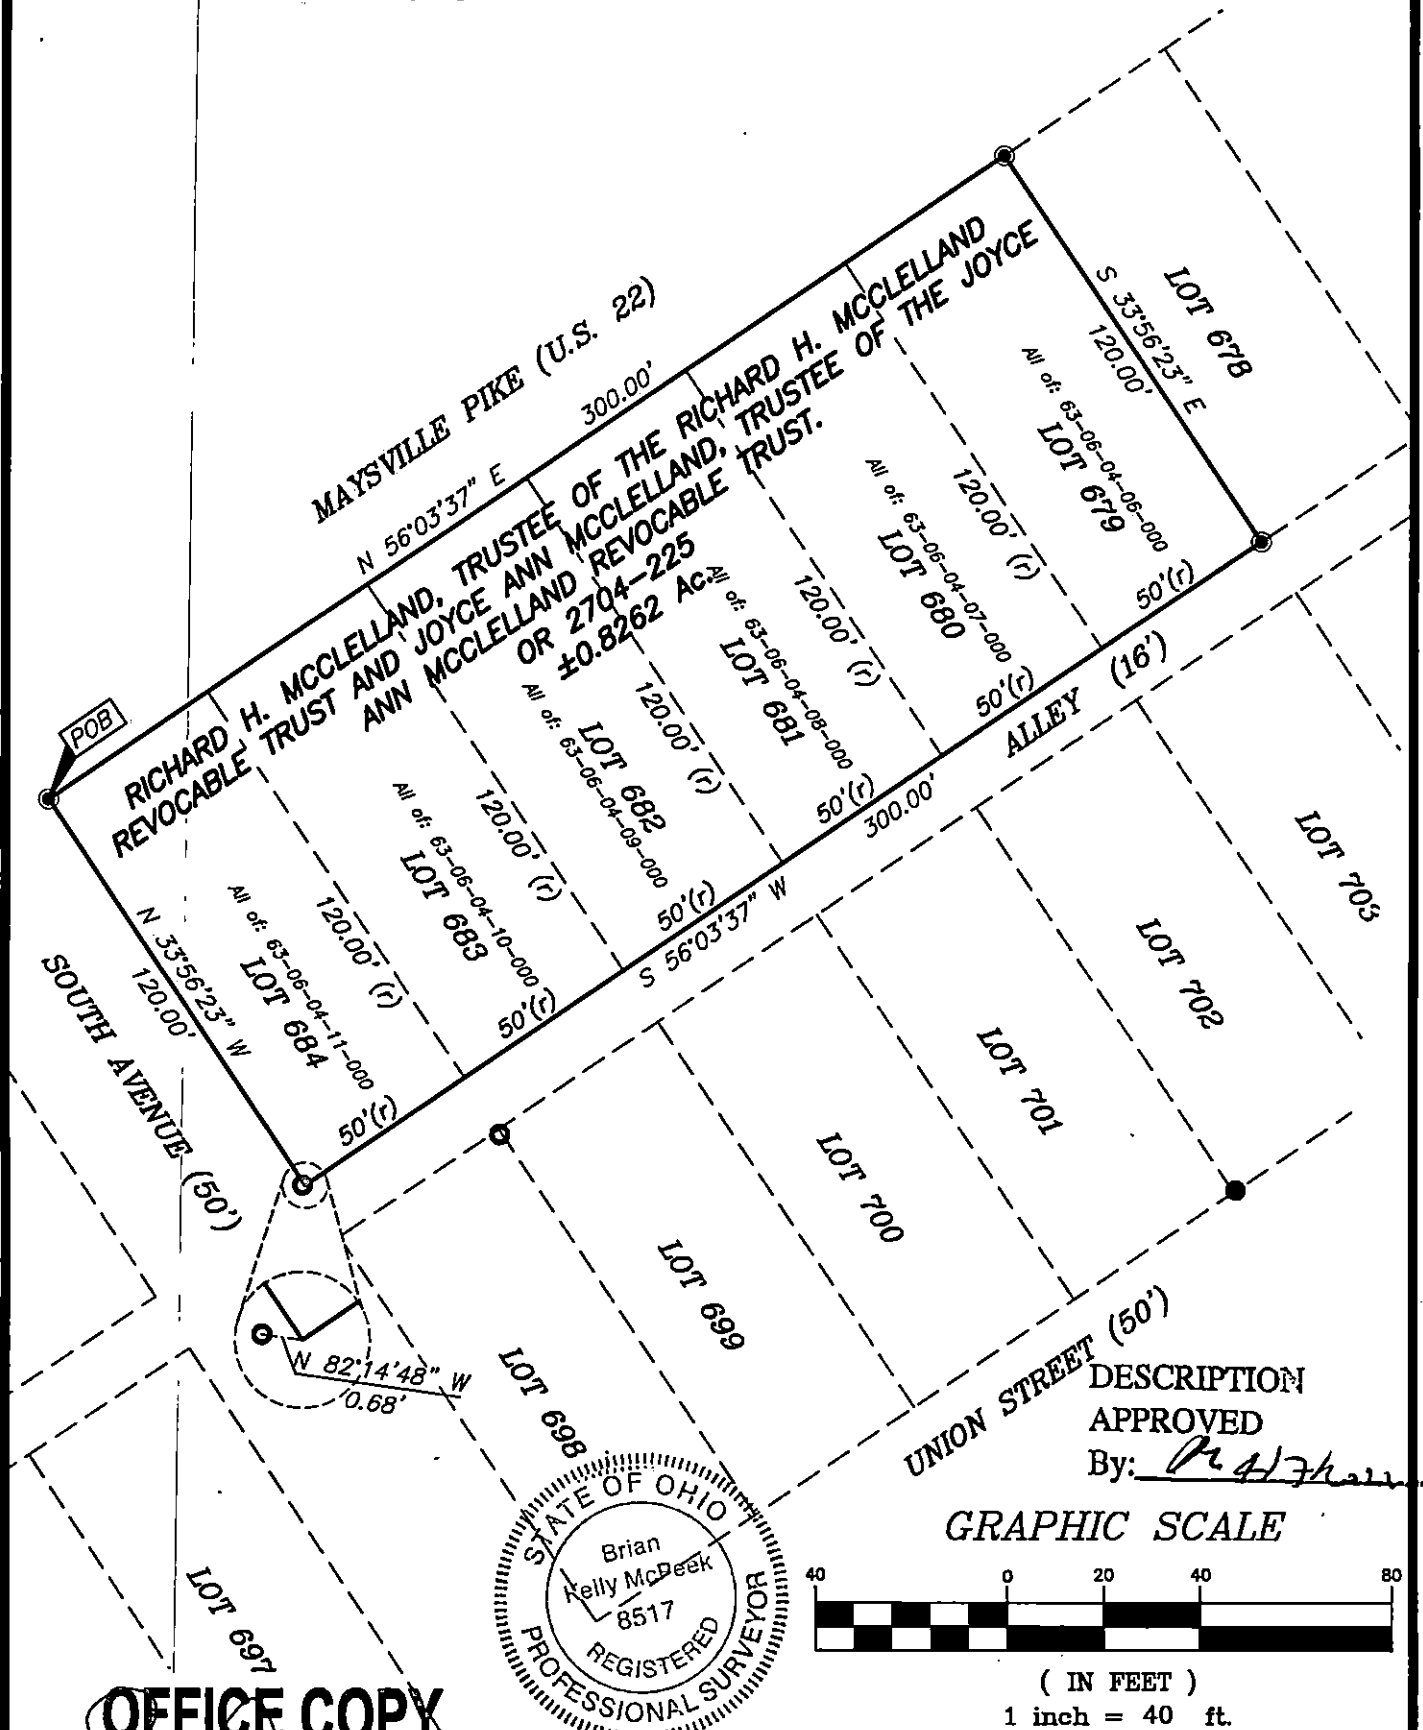 MAYSVILLE PIKE (U.S. 22)
N 56°03'37" E
300.00'
POB
RICHARD H. MCCLELLAND, TRUSTEE OF THE RICHARD H. MCCLELLAND
REVOCABLE TRUST AND JOYCE ANN MCCLELLAND, TRUSTEE OF THE JOYCE
ANN MCCLELLAND REVOCABLE TRUST.
OR 2704-225
±0.8262 Ac.
LOT 678
S 33°56'23" E
120.00'
All of: 63-06-04-06-000
LOT 679
120.00' (r)
50'(r)
All of: 63-06-04-07-000
LOT 680
120.00' (r)
50'(r)
All of: 63-06-04-08-000
LOT 681
120.00' (r)
50'(r)
All of: 63-06-04-09-000
LOT 682
120.00' (r)
50'(r)
All of: 63-06-04-10-000
LOT 683
120.00' (r)
50'(r)
All of: 63-06-04-11-000
LOT 684
50'(r)
N 33°56'23" W
120.00'
SOUTH AVENUE (50')
S 56°03'37" W
300.00'
ALLEY (16')
LOT 703
LOT 702
LOT 701
LOT 700
LOT 699
LOT 698
LOT 697
N 82°14'48" W
0.68'
UNION STREET (50')
DESCRIPTION
APPROVED
By:
STATE OF OHIO
Brian
Kelly McPeek
8517
REGISTERED
PROFESSIONAL SURVEYOR
GRAPHIC SCALE
40 0 20 40 80
( IN FEET )
1 inch = 40 ft.
OFFICE COPY